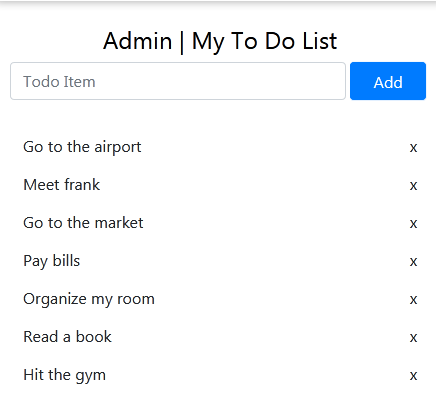 Admin | My To Do List
Todo Item Add
Go to the airport x
Meet frank x
Go to the market x
Pay bills x
Organize my room x
Read a book x
Hit the gym x